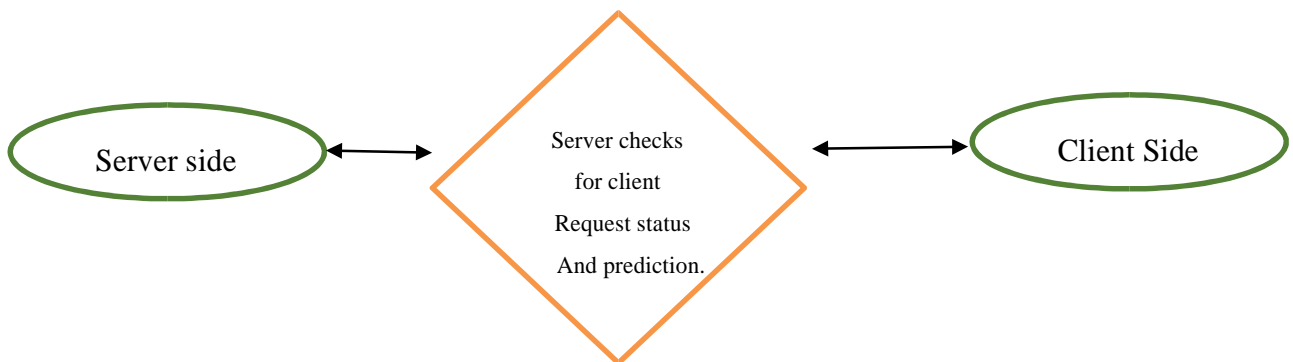 Server side
Server checks
for client
Request status
And prediction.
Client Side